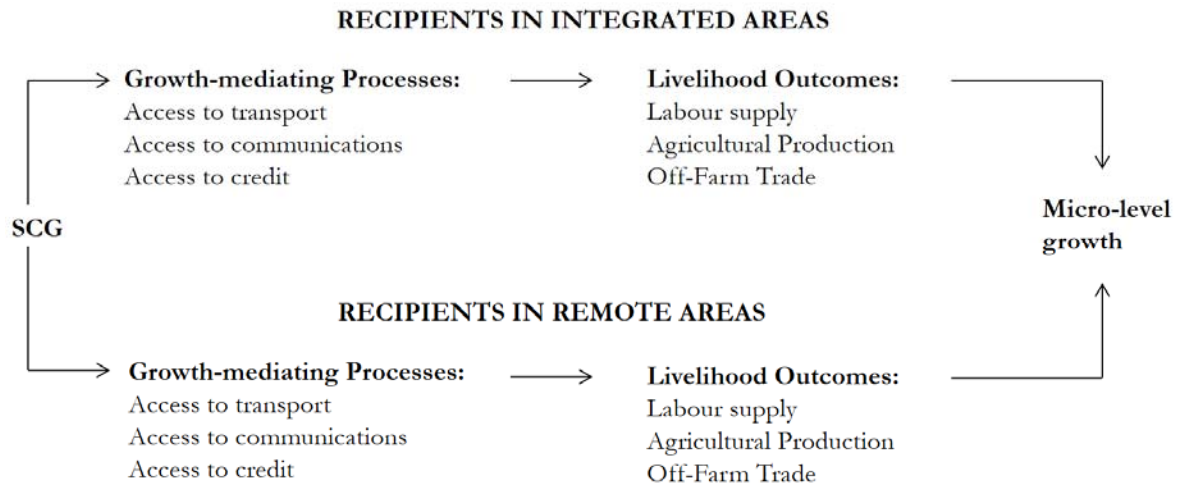 RECIPIENTS IN INTEGRATED AREAS
Growth-mediating Processes:
Access to transport
Access to communications
Access to credit
Livelihood Outcomes:
Labour supply
Agricultural Production
Off-Farm Trade
SCG
Micro-level
growth
RECIPIENTS IN REMOTE AREAS
Growth-mediating Processes:
Access to transport
Access to communications
Access to credit
Livelihood Outcomes:
Labour supply
Agricultural Production
Off-Farm Trade